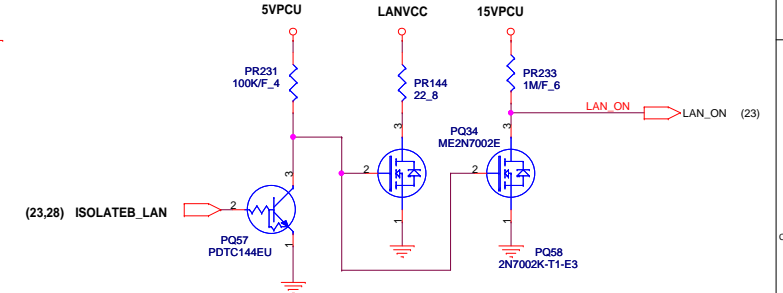 5VPCU
LANVCC
15VPCU
PR231
100K/F_4
PR144
22_8
PR233
1M/F_6
LAN_ON
LAN_ON
(23)
3
3
3
PQ34
ME2N7002E
2
2
(23,28) ISOLATEB_LAN
2
3
1
1
1
PQ57
PDTC144EU
PQ58
2N7002K-T1-E3